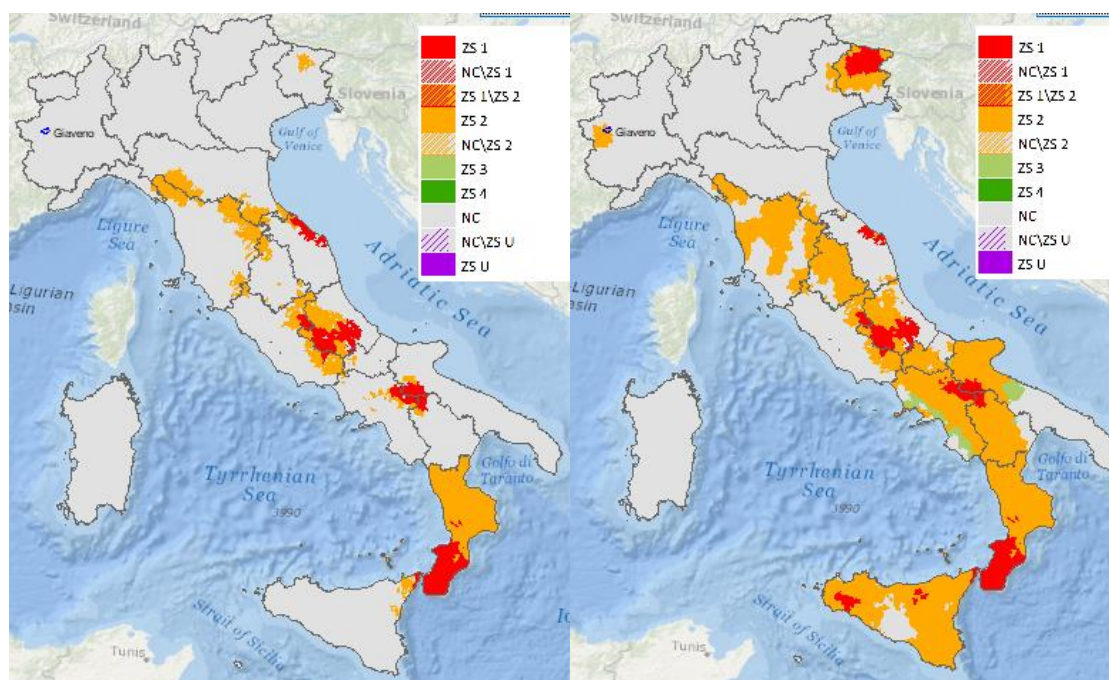 Switzerland
Slovenia
Giaveno
Gulf of
Venice
Ligure
Sea
Ligurian
Adriatic Sea
Tyrrhenian
Sea
3990
Golfo di
Taranto
Strait of Sicilia
Tunis
ZS 1
NC\ZS 1
ZS 1\ZS 2
ZS 2
NC\ZS 2
ZS 3
ZS 4
NC
NC\ZS U
ZS U
Switzerland
Slovenia
Giaveno
Gulf of
Venice
Ligure
Sea
Ligurian
Adriatic Sea
Tyrrhenian
Sea
3990
Golfo di
Taranto
Strait of Sicilia
Tunis
ZS 1
NC\ZS 1
ZS 1\ZS 2
ZS 2
NC\ZS 2
ZS 3
ZS 4
NC
NC\ZS U
ZS U